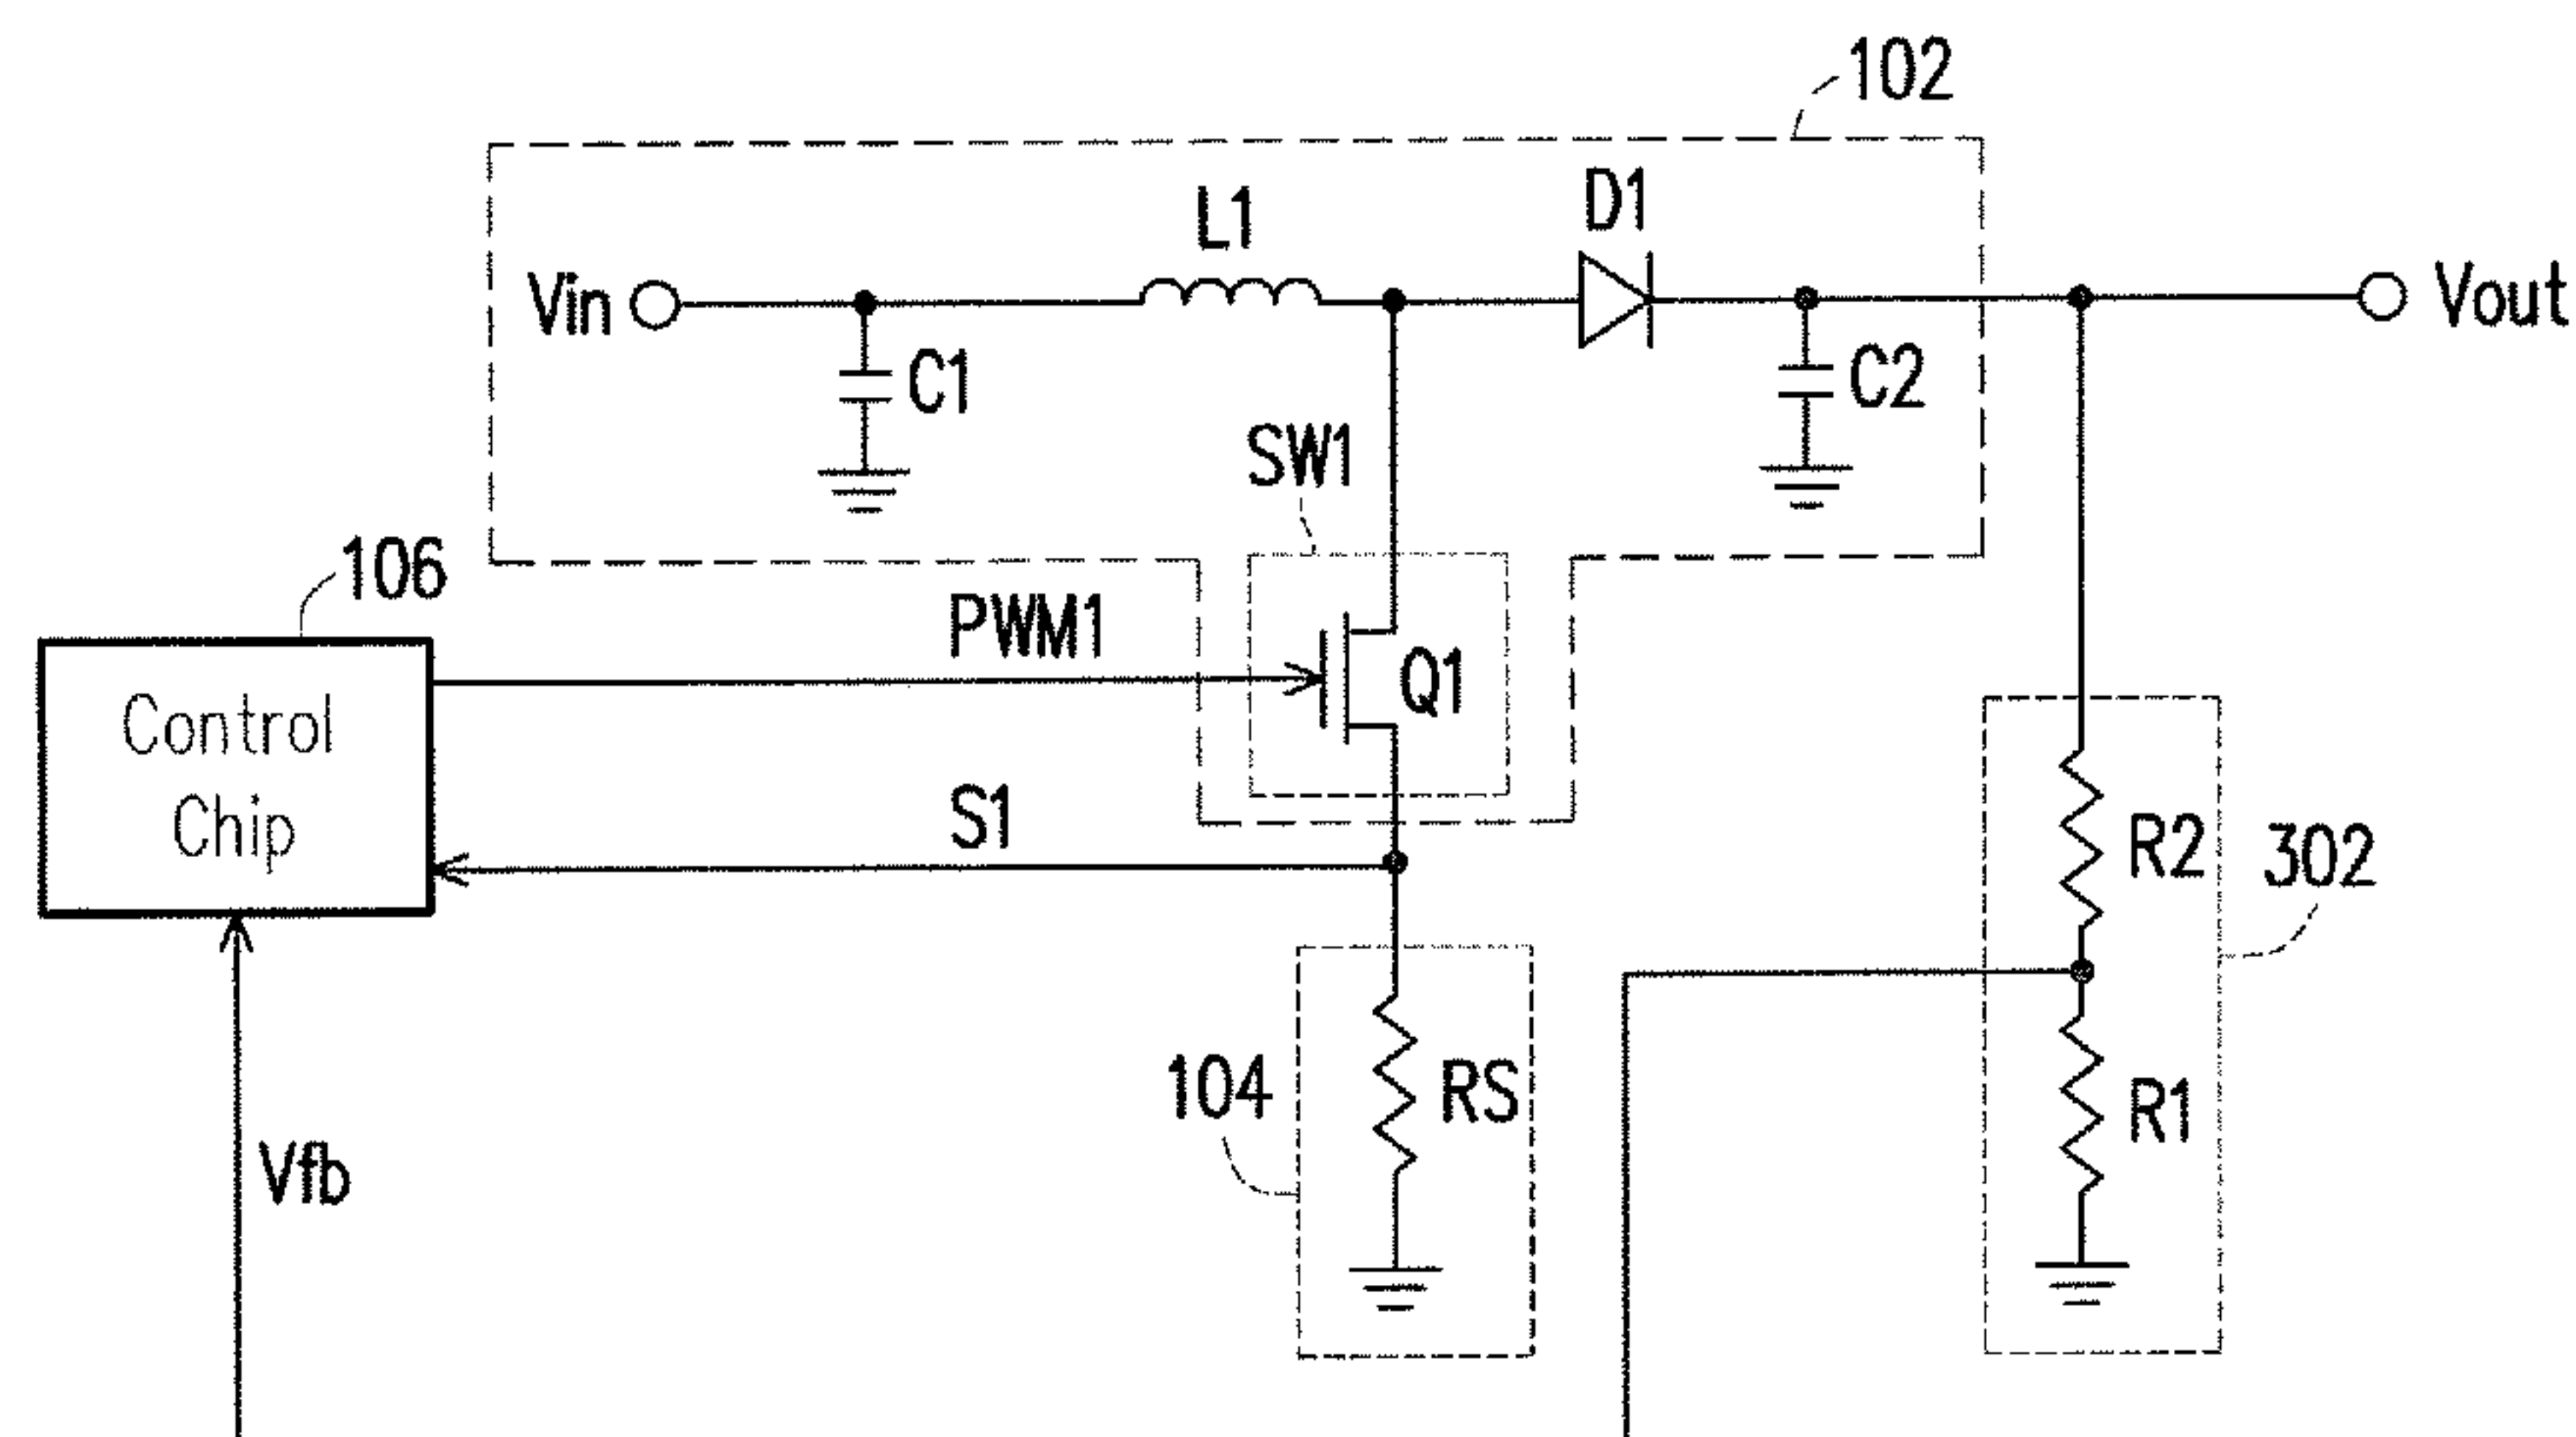 102
L1
D1
Vin
Vout
C1
C2
SW1
106
PWM1
Q1
Control
Chip
S1
R2
302
104
RS
R1
Vfb